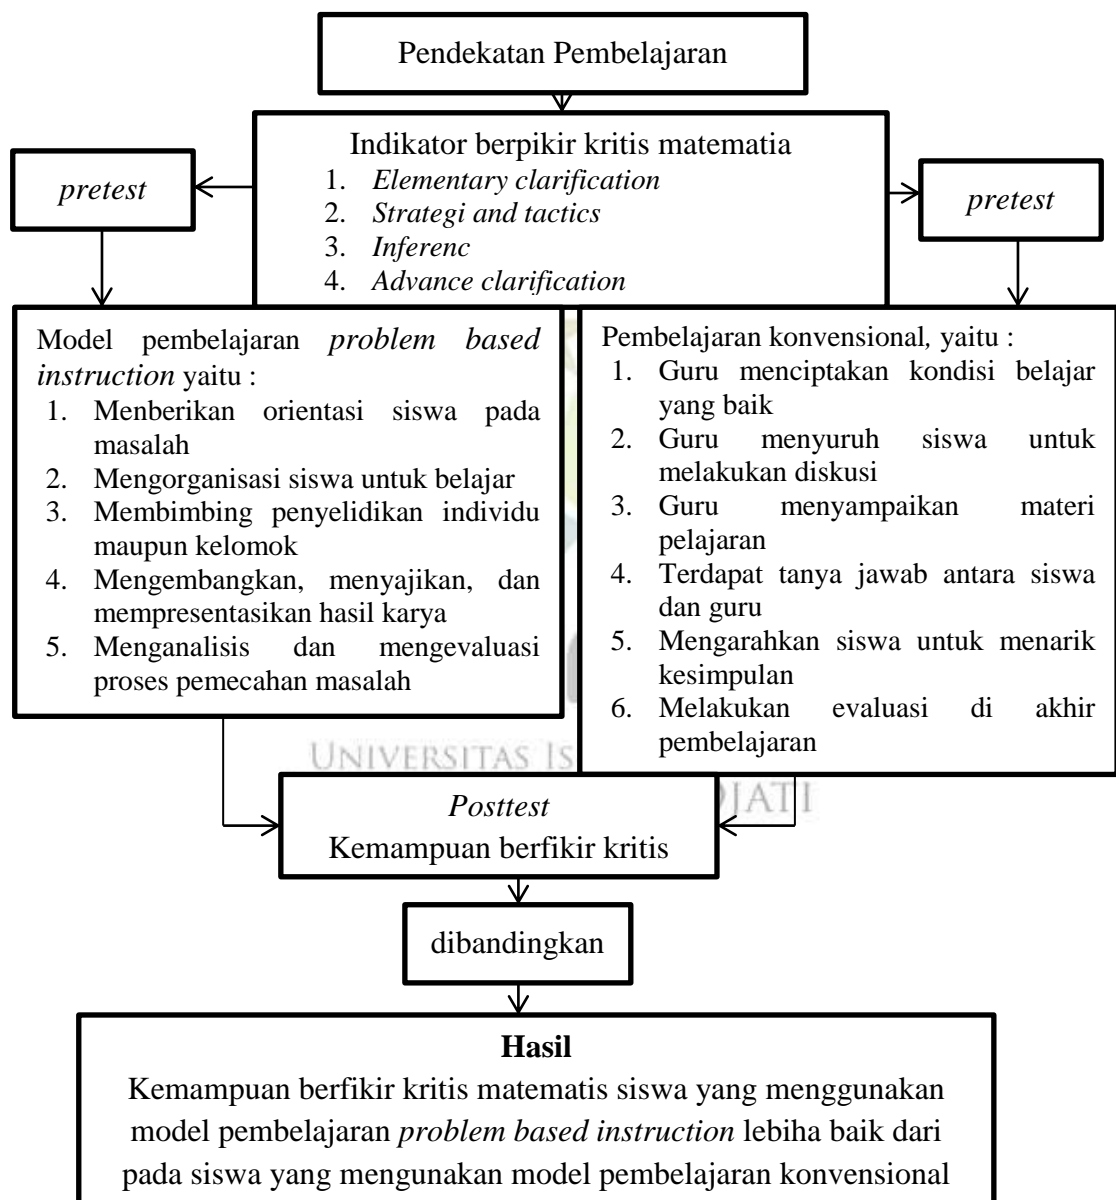 Pendekatan Pembelajaran
Indikator berpikir kritis matematia
1. Elementary clarification
2. Strategi and tactics
3. Inferenc
4. Advance clarification
pretest
pretest
Model pembelajaran problem based
instruction yaitu :
1. Menberikan orientasi siswa pada
masalah
2. Mengorganisasi siswa untuk belajar
3. Membimbing penyelidikan individu
maupun kelomok
4. Mengembangkan, menyajikan, dan
mempresentasikan hasil karya
5. Menganalisis dan mengevaluasi
proses pemecahan masalah
Pembelajaran konvensional, yaitu :
1. Guru menciptakan kondisi belajar
yang baik
2. Guru menyuruh siswa untuk
melakukan diskusi
3. Guru menyampaikan materi
pelajaran
4. Terdapat tanya jawab antara siswa
dan guru
5. Mengarahkan siswa untuk menarik
kesimpulan
6. Melakukan evaluasi di akhir
pembelajaran
UNIVERSITAS IS
DJATI
Posttest
Kemampuan berfikir kritis
dibandingkan
Hasil
Kemampuan berfikir kritis matematis siswa yang menggunakan
model pembelajaran problem based instruction lebiha baik dari
pada siswa yang mengunakan model pembelajaran konvensional